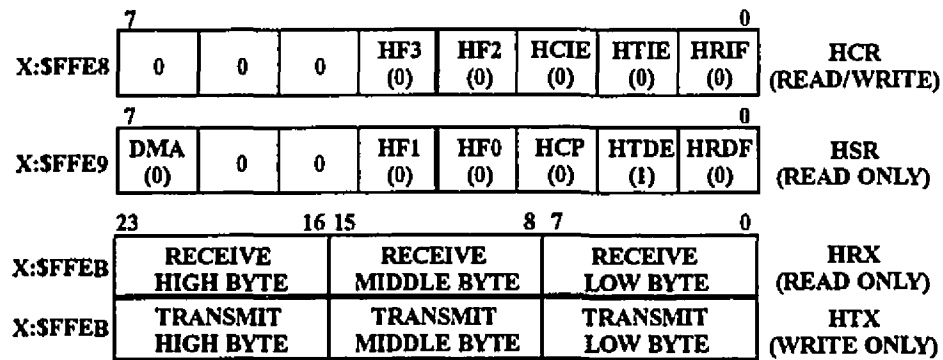 7 0
X:$FFE8 0 0 0 HF3 (0) HF2 (0) HCIE (0) HTIE (0) HRIF (0) HCR (READ/WRITE)
7 0
X:$FFE9 DMA (0) 0 0 HF1 (0) HF0 (0) HCP (0) HTDE (1) HRDF (0) HSR (READ ONLY)
23 16 15 8 7 0
X:$FFEB RECEIVE HIGH BYTE RECEIVE MIDDLE BYTE RECEIVE LOW BYTE HRX (READ ONLY)
X:$FFEB TRANSMIT HIGH BYTE TRANSMIT MIDDLE BYTE TRANSMIT LOW BYTE HTX (WRITE ONLY)